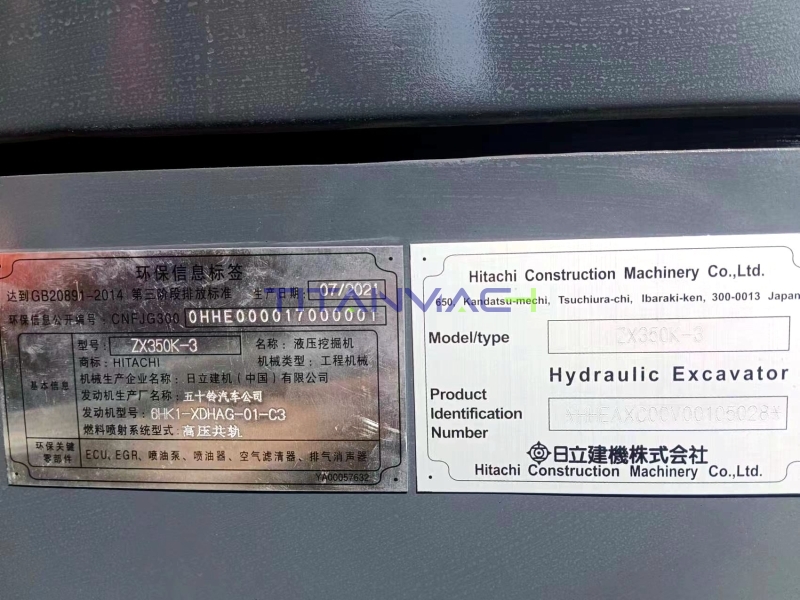 TITANMACH
环保信息标签
达到GB20891-2014 第三阶段排放标准 生产日期: 07/2021
环保信息公开编号 CNFJG300 0HHE000017000001
型号: ZX350K-3 名称: 液压挖掘机
商标: HITACHI 机械类型: 工程机械
基本信息
机械生产企业名称: 日立建机(中国)有限公司
发动机生产厂名称: 五十铃汽车公司
发动机型号: 6HK1-XDHAG-01-C3
燃料喷射系统型式: 高压共轨
环保关键零部件
ECU、EGR、喷油泵、喷油器、空气滤清器、排气消声器
YA00057632
Hitachi Construction Machinery Co.,Ltd.
650, Kandatsu-machi, Tsuchiura-chi, Ibaraki-ken, 300-0013 Japan
Model/type ZX350K-3
Hydraulic Excavator
Product
Identification
Number
日立建機株式会社
Hitachi Construction Machinery Co.,Ltd.